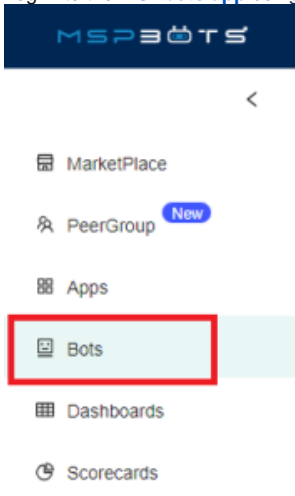 MSPBOTS
MarketPlace
PeerGroup New
Apps
Bots
Dashboards
Scorecards